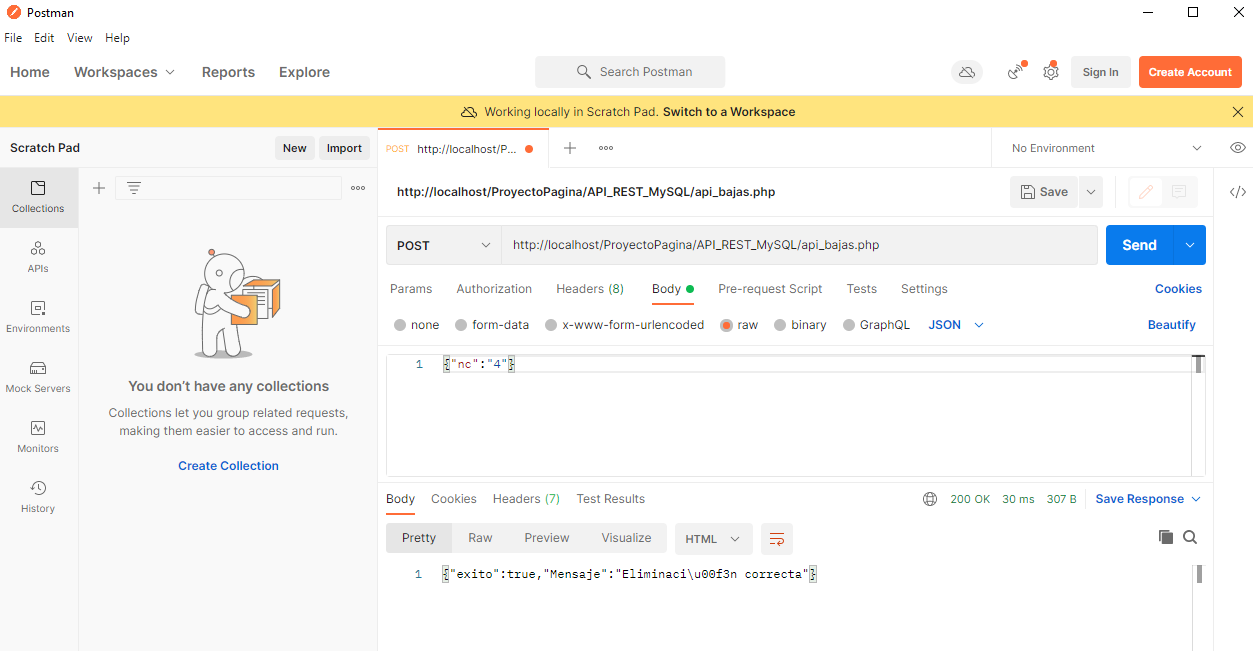 Postman
File Edit View Help
Home Workspaces Reports Explore Search Postman Sign In Create Account
Working locally in Scratch Pad. Switch to a Workspace
Scratch Pad New Import
POST http://localhost/P... No Environment
http://localhost/ProyectoPagina/API_REST_MySQL/api_bajas.php Save
Collections
APIs
Environments
Mock Servers
Monitors
History
You don’t have any collections
Collections let you group related requests,
making them easier to access and run.
Create Collection
POST http://localhost/ProyectoPagina/API_REST_MySQL/api_bajas.php Send
Params Authorization Headers (8) Body Pre-request Script Tests Settings Cookies
none form-data x-www-form-urlencoded raw binary GraphQL JSON Beautify
1 {"nc":"4"}
Body Cookies Headers (7) Test Results 200 OK 30 ms 307 B Save Response
Pretty Raw Preview Visualize HTML
1 {"exito":true,"Mensaje":"Eliminaci\u00f3n correcta"}